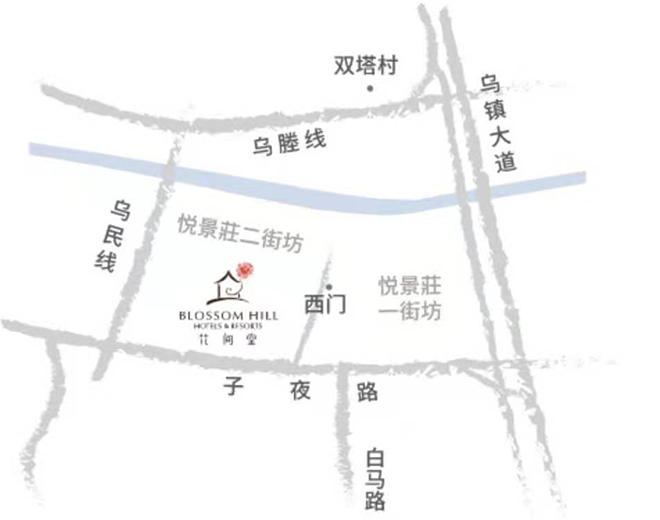 双塔村
乌镇大道
乌塍线
乌民线
悦景莊二街坊
BLOSSOM HILL
HOTELS & RESORTS
花间堂
西门
悦景莊
一街坊
子夜路
白马路